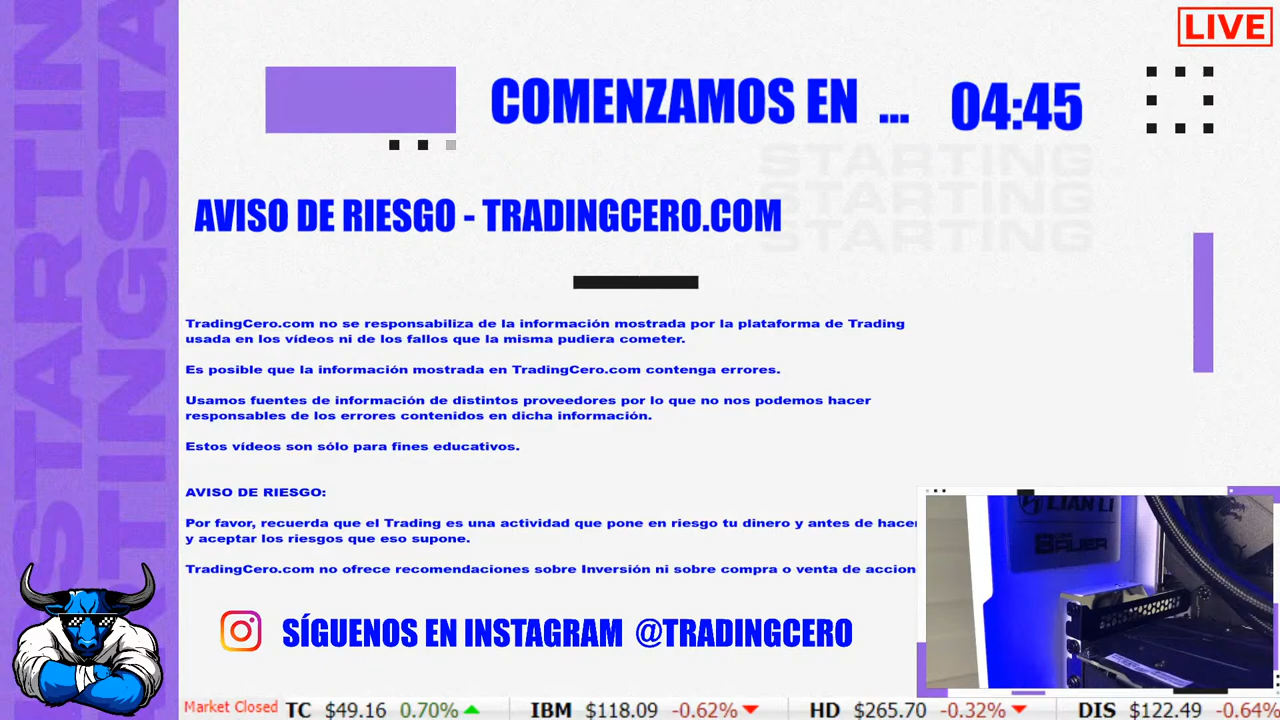 LIVE
COMENZAMOS EN ... 04:45
STARTING
STARTING
STARTING
AVISO DE RIESGO - TRADINGCERO.COM
TradingCero.com no se responsabiliza de la información mostrada por la plataforma de Trading
usada en los vídeos ni de los fallos que la misma pudiera cometer.
Es posible que la información mostrada en TradingCero.com contenga errores.
Usamos fuentes de información de distintos proveedores por lo que no nos podemos hacer
responsables de los errores contenidos en dicha información.
Estos vídeos son sólo para fines educativos.
AVISO DE RIESGO:
Por favor, recuerda que el Trading es una actividad que pone en riesgo tu dinero y antes de hacer
y aceptar los riesgos que eso supone.
TradingCero.com no ofrece recomendaciones sobre Inversión ni sobre compra o venta de accion
LIAN LI
BAUER
SÍGUENOS EN INSTAGRAM @TRADINGCERO
Market Closed TC $49.16 0.70% IBM $118.09 -0.62% HD $265.70 -0.32% DIS $122.49 -0.64%